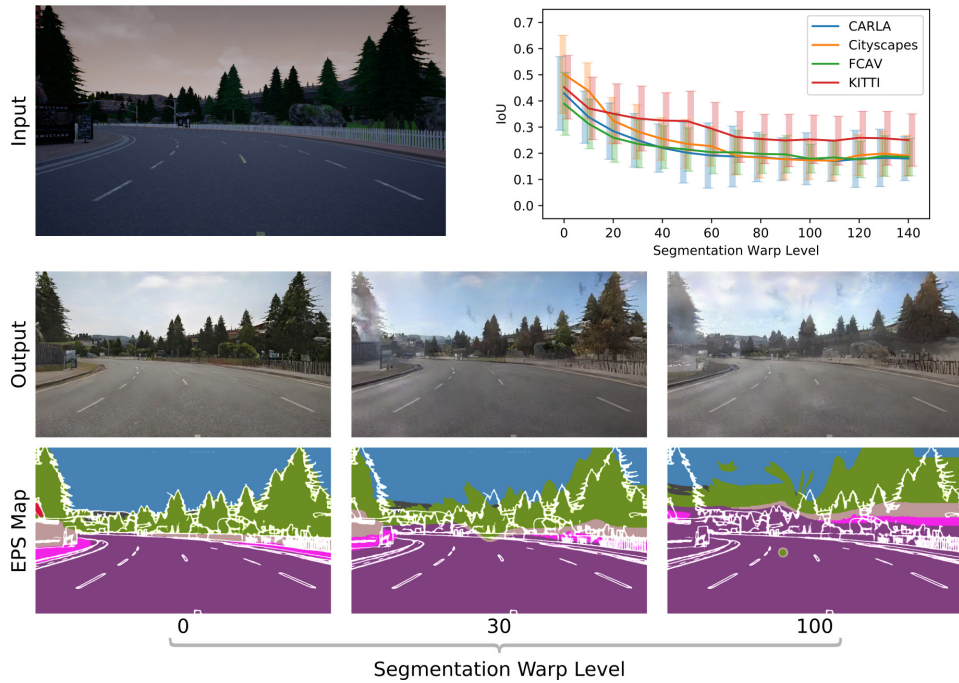 Input
0.7
0.6
0.5
0.4
0.3
0.2
0.1
0.0
IoU
CARLA
Cityscapes
FCAV
KITTI
0 20 40 60 80 100 120 140
Segmentation Warp Level
Output
EPS Map
0 30 100
Segmentation Warp Level